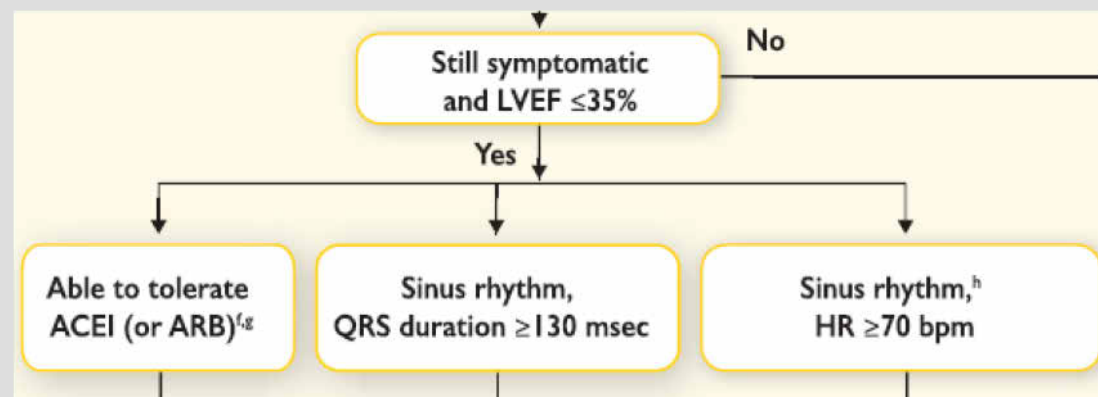 No
Still symptomatic
and LVEF ≤35%
Yes
Able to tolerate
ACEI (or ARB)f,g
Sinus rhythm,
QRS duration ≥130 msec
Sinus rhythm,h
HR ≥70 bpm